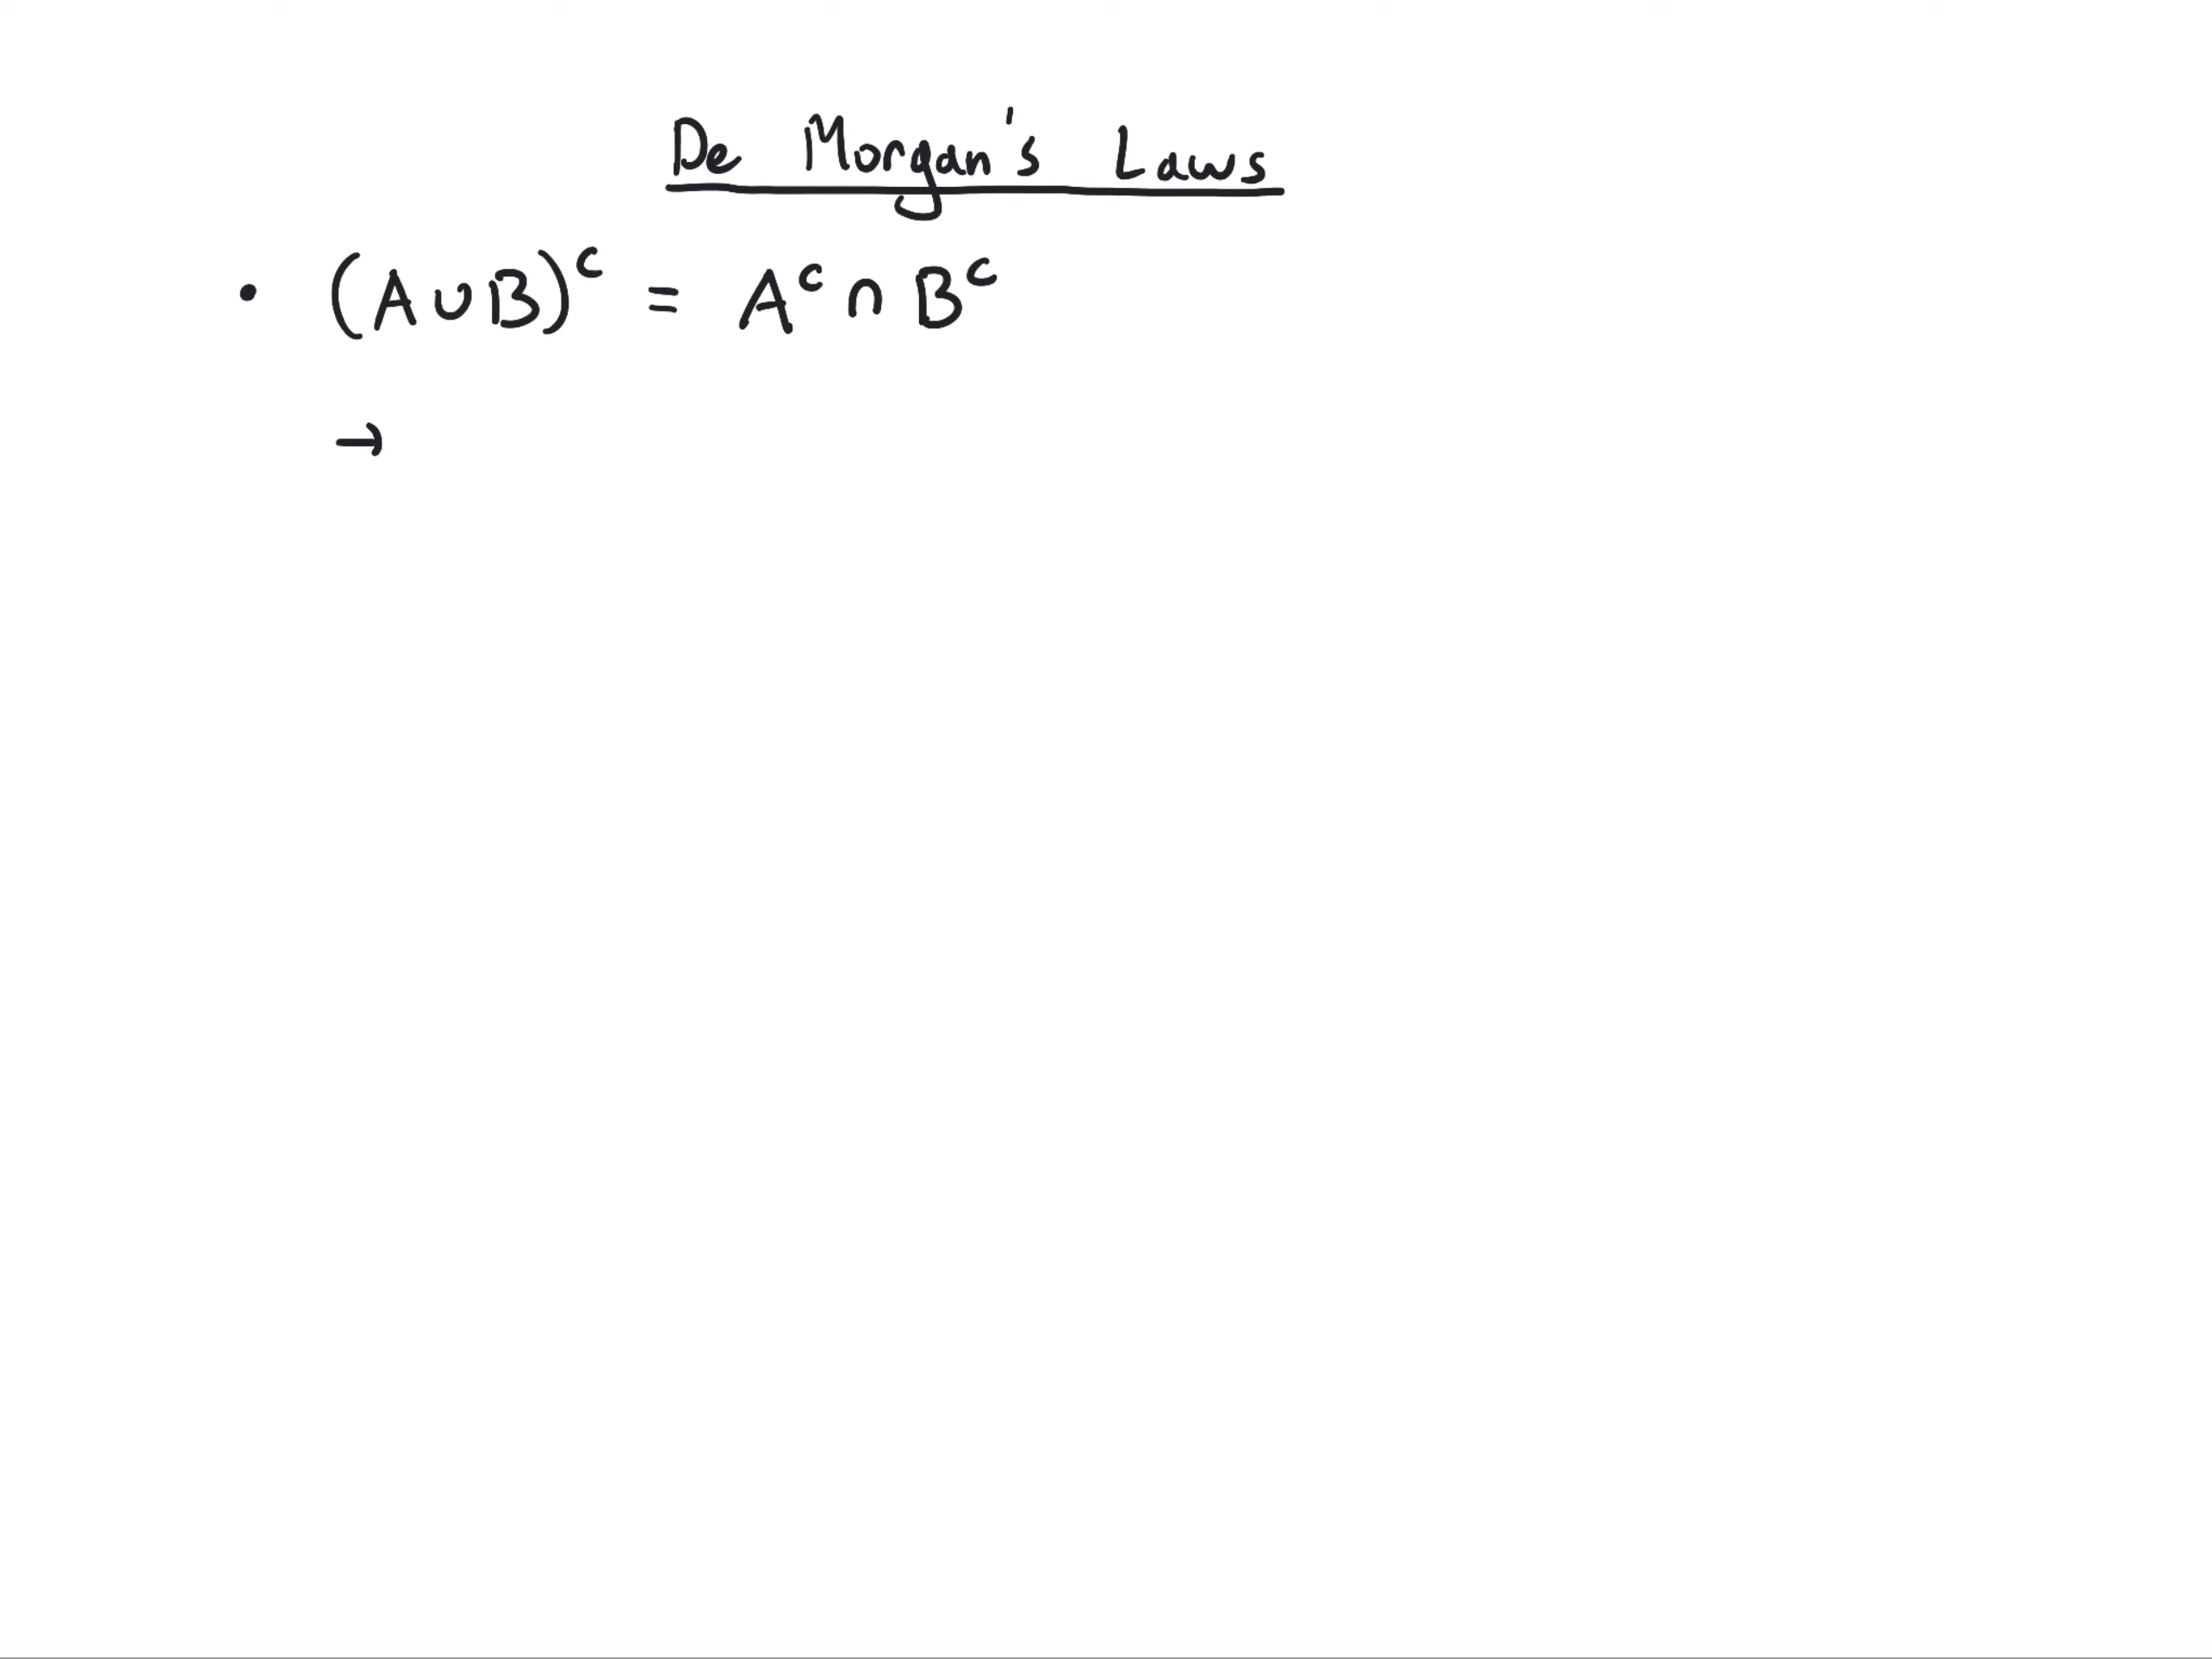 De Morgan's Laws
• (A∪B)ᶜ = Aᶜ ∩ Bᶜ
→